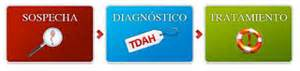 SOSPECHA
DIAGNÓSTICO
TDAH
TRATAMIENTO